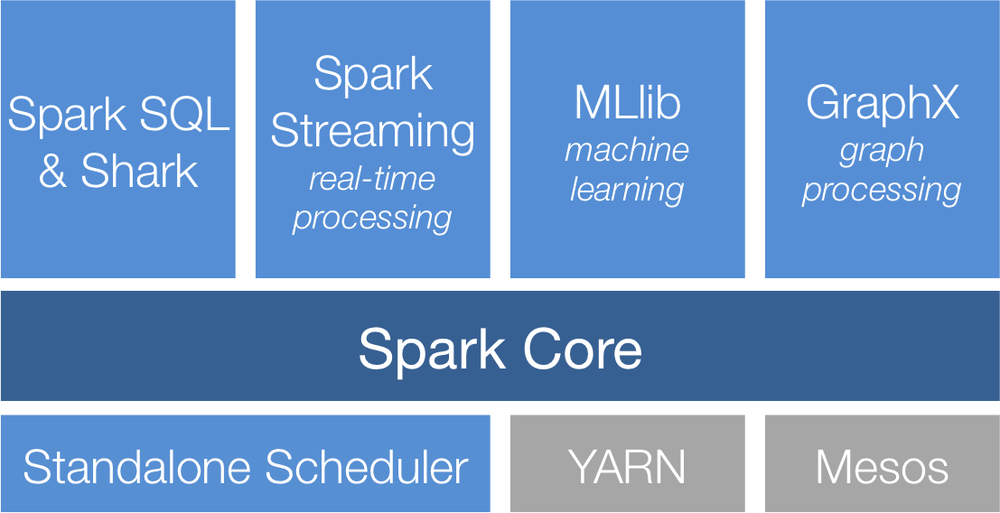 Spark SQL
& Shark
Spark
Streaming
real-time
processing
MLlib
machine
learning
GraphX
graph
processing
Spark Core
Standalone Scheduler
YARN
Mesos